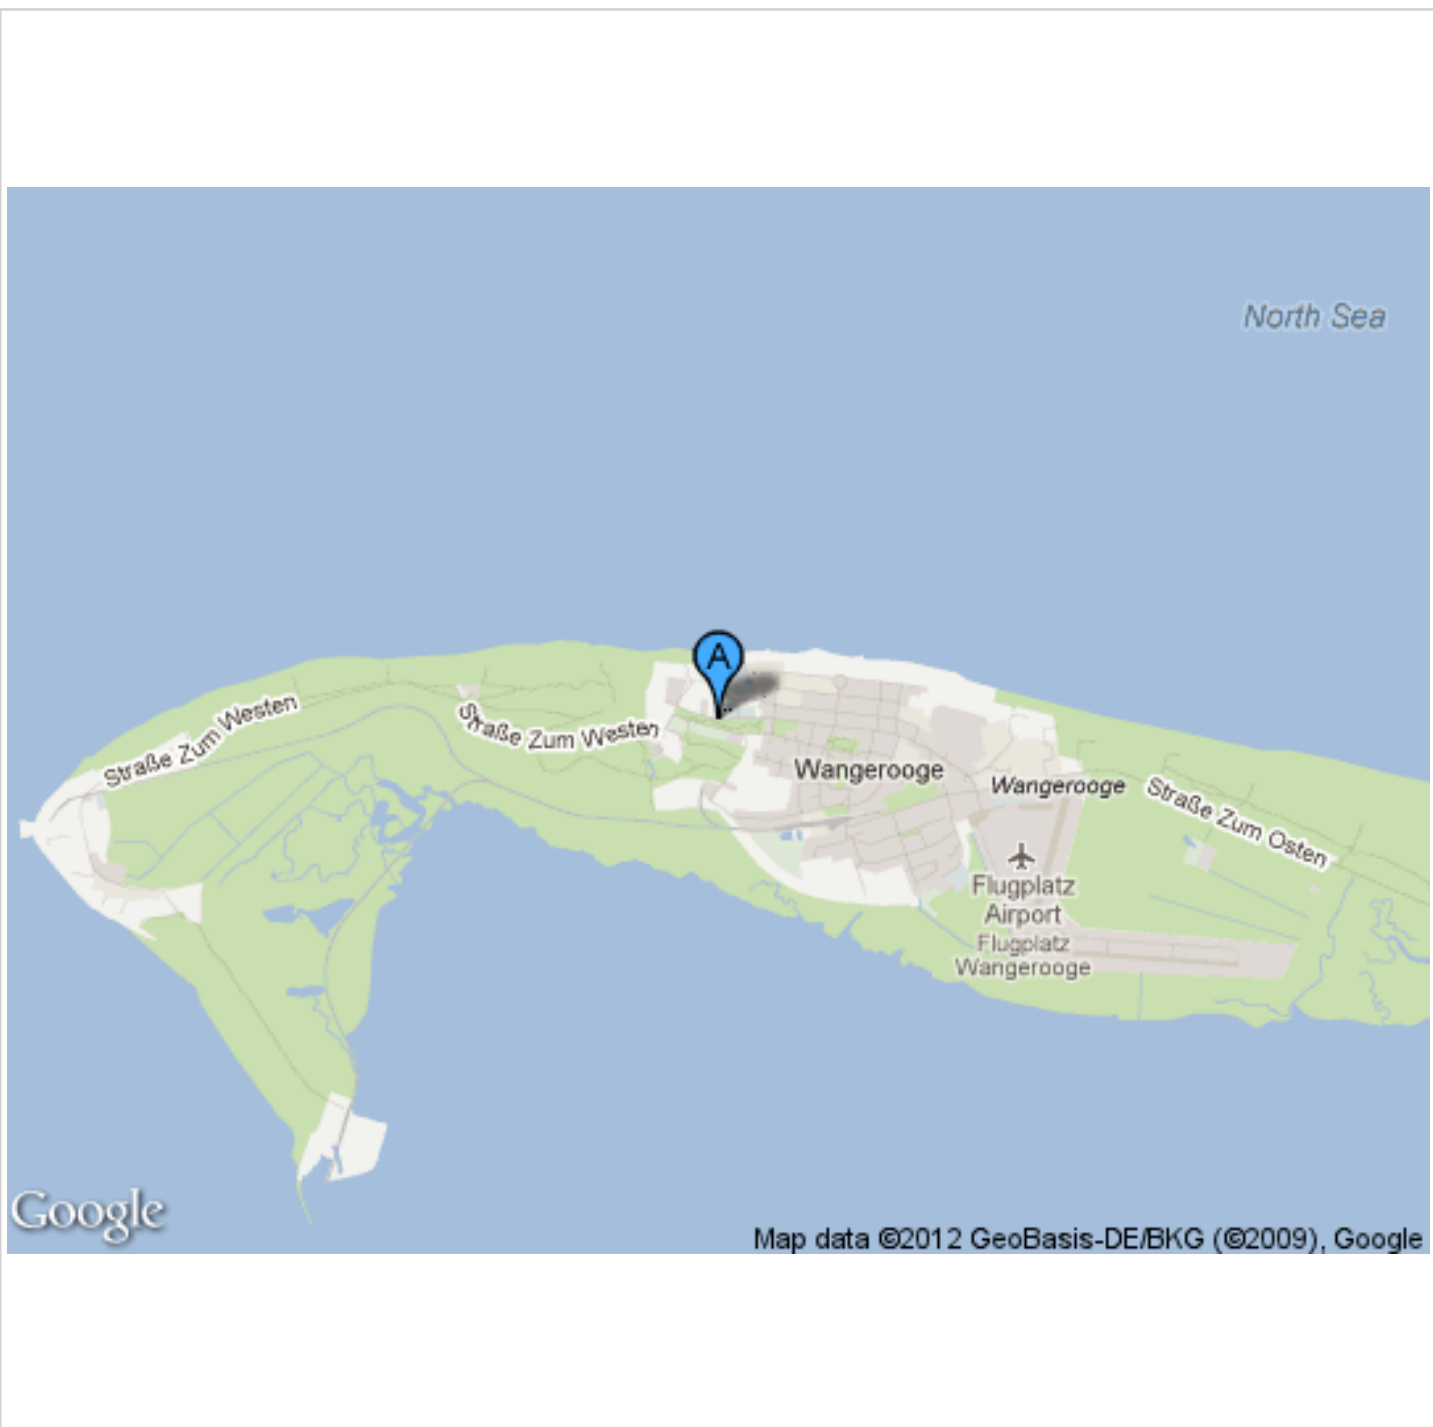 North Sea
A
Straße Zum Westen
Straße Zum Westen
Wangerooge
Wangerooge
Straße Zum Osten
Flugplatz
Airport
Flugplatz
Wangerooge
Google
Map data ©2012 GeoBasis-DE/BKG (©2009), Google